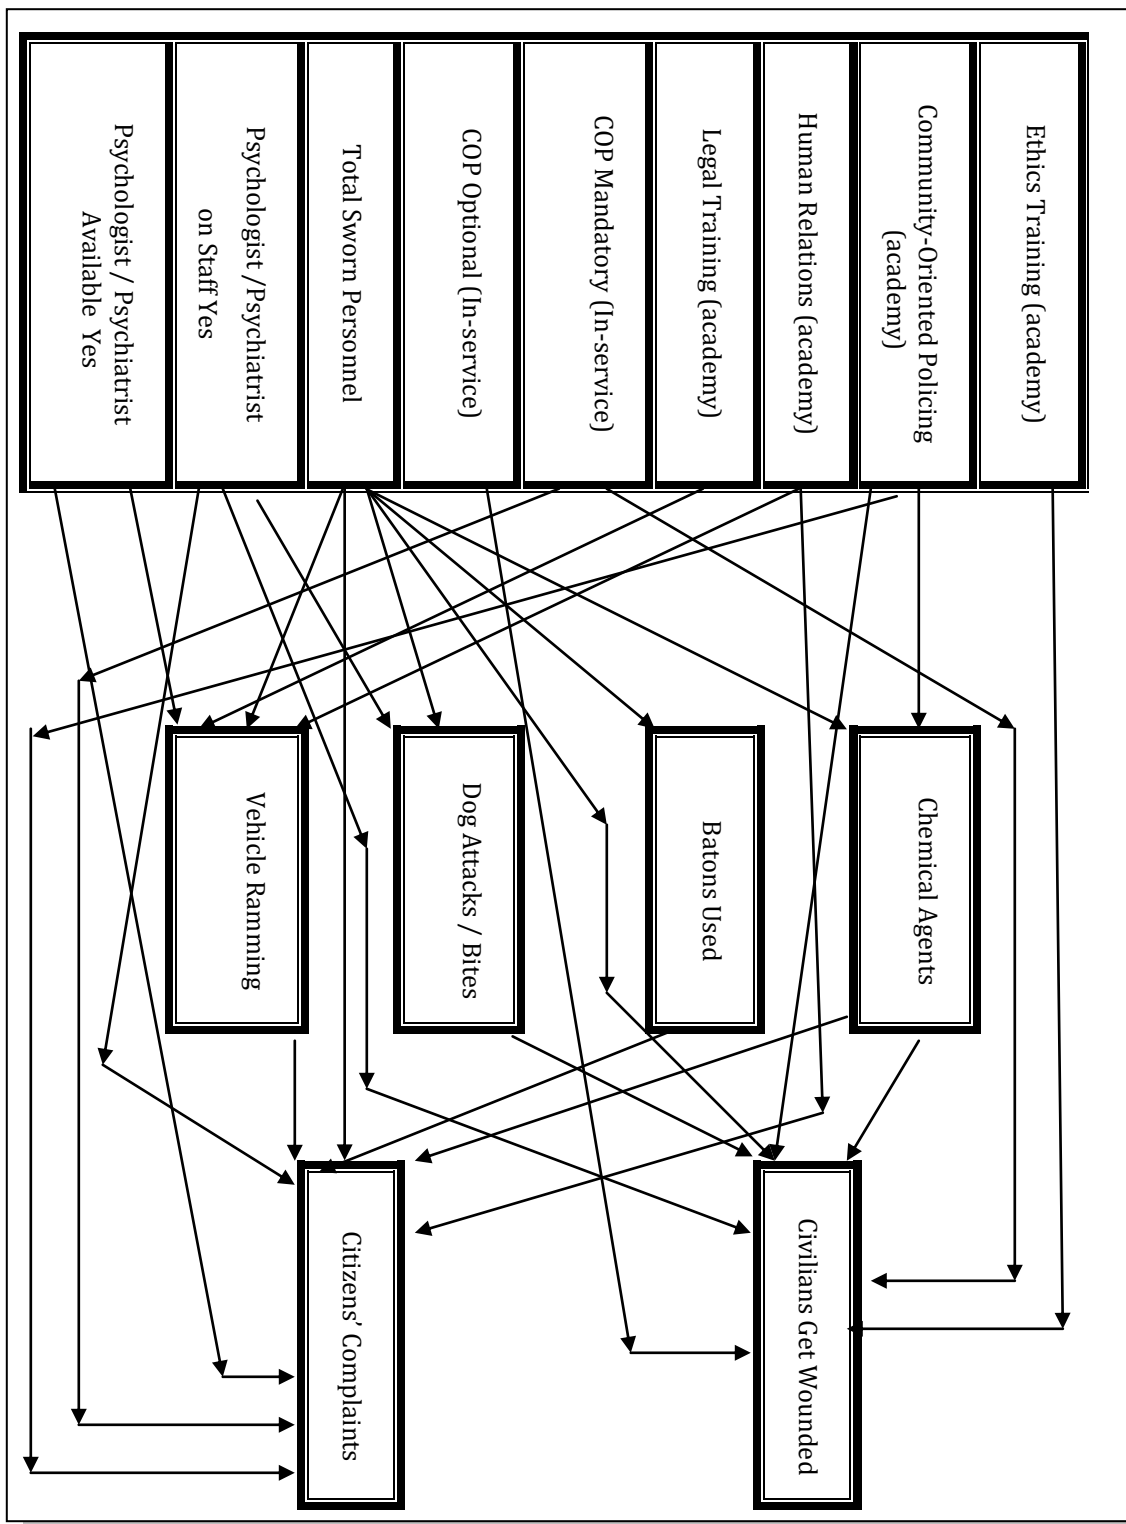 Ethics Training (academy)
Community-Oriented Policing
(academy)
Human Relations (academy)
Legal Training (academy)
COP Mandatory (In-service)
COP Optional (In-service)
Total Sworn Personnel
Psychologist /Psychiatrist
on Staff Yes
Psychologist / Psychiatrist
Available Yes
Chemical Agents
Batons Used
Dog Attacks / Bites
Vehicle Ramming
Civilians Get Wounded
Citizens’ Complaints